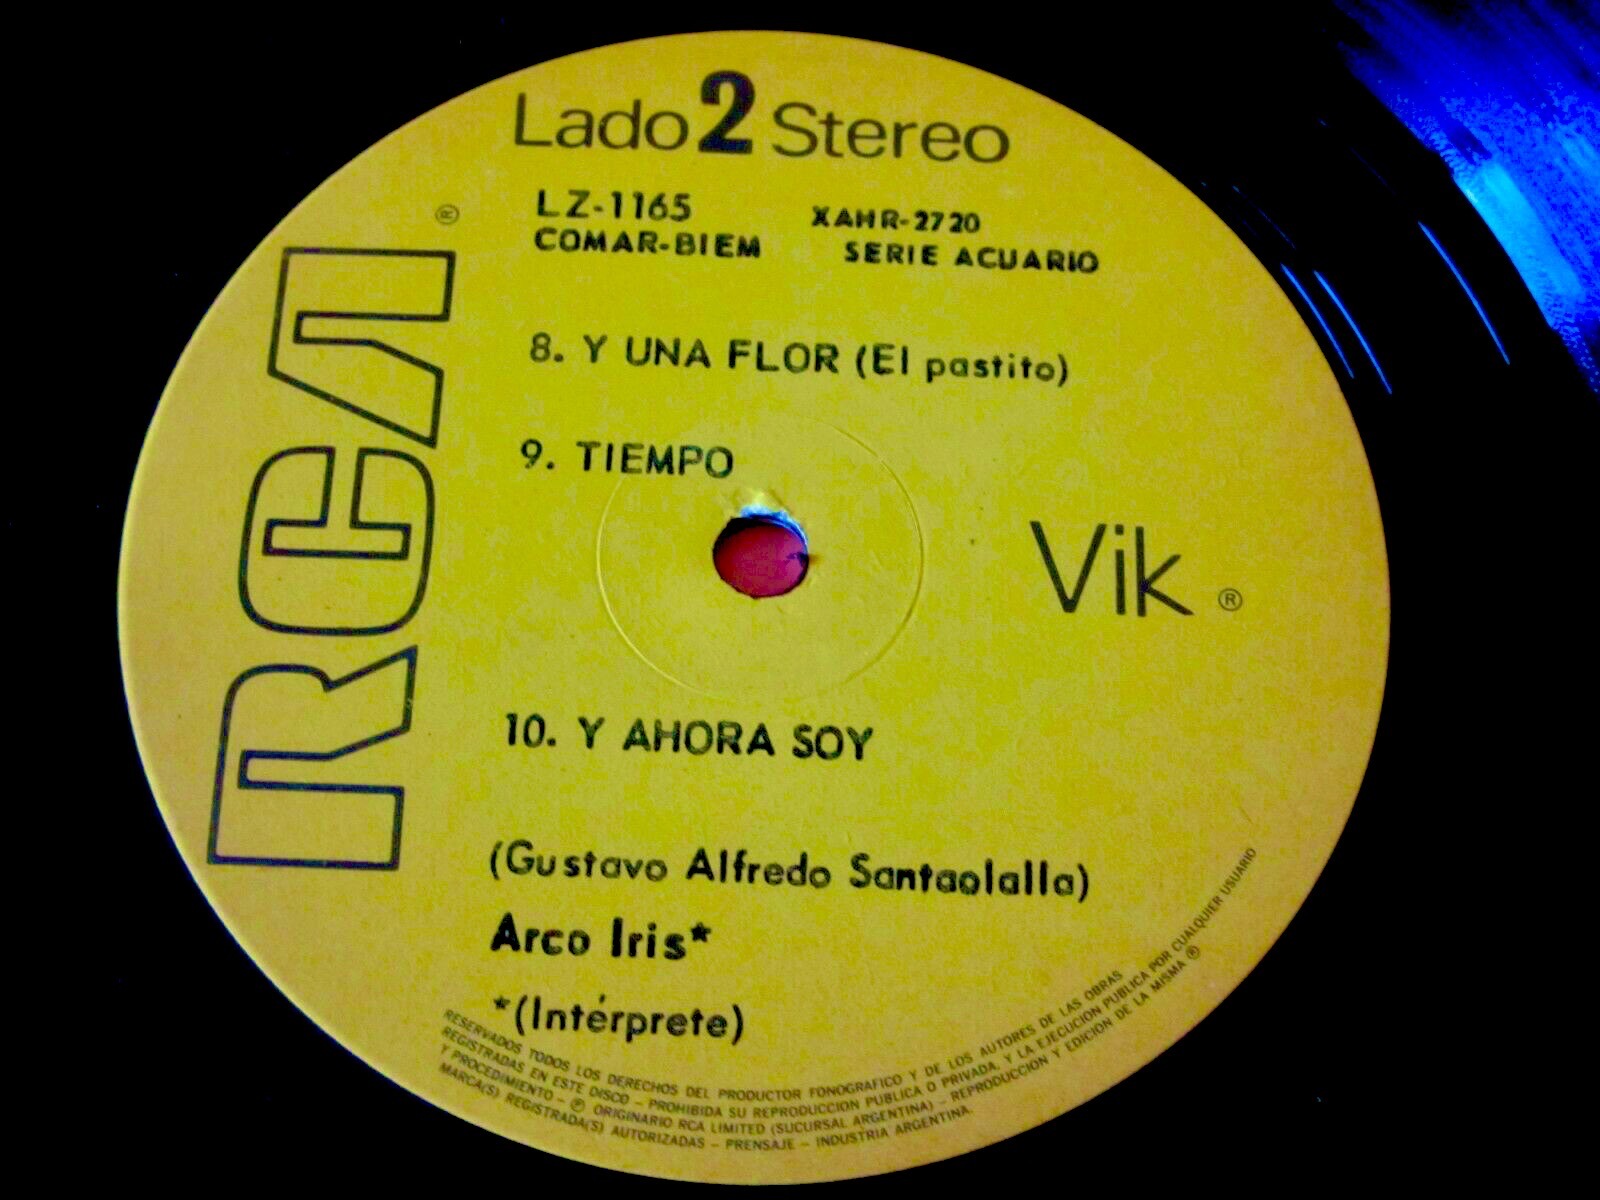 Lado 2 Stereo
LZ-1165 XAHR-2720
COMAR-BIEM SERIE ACUARIO
RCA ®
8. Y UNA FLOR (El pastito)
9. TIEMPO
Vik ®
10. Y AHORA SOY
(Gustavo Alfredo Santaolalla)
Arco Iris*
*(Intérprete)
RESERVADOS TODOS LOS DERECHOS DEL PRODUCTOR FONOGRAFICO Y DE LOS AUTORES DE LAS OBRAS
REGISTRADAS EN ESTE DISCO – PROHIBIDA SU REPRODUCCION PUBLICA O PRIVADA, Y LA EJECUCION PUBLICA POR CUALQUIER USUARIO
Y PROCEDIMIENTO – ℗ ORIGINARIO RCA LIMITED (SUCURSAL ARGENTINA) – REPRODUCCION Y EDICION DE LA MISMA ®
MARCA(S) REGISTRADA(S) AUTORIZADAS – PRENSAJE – INDUSTRIA ARGENTINA.